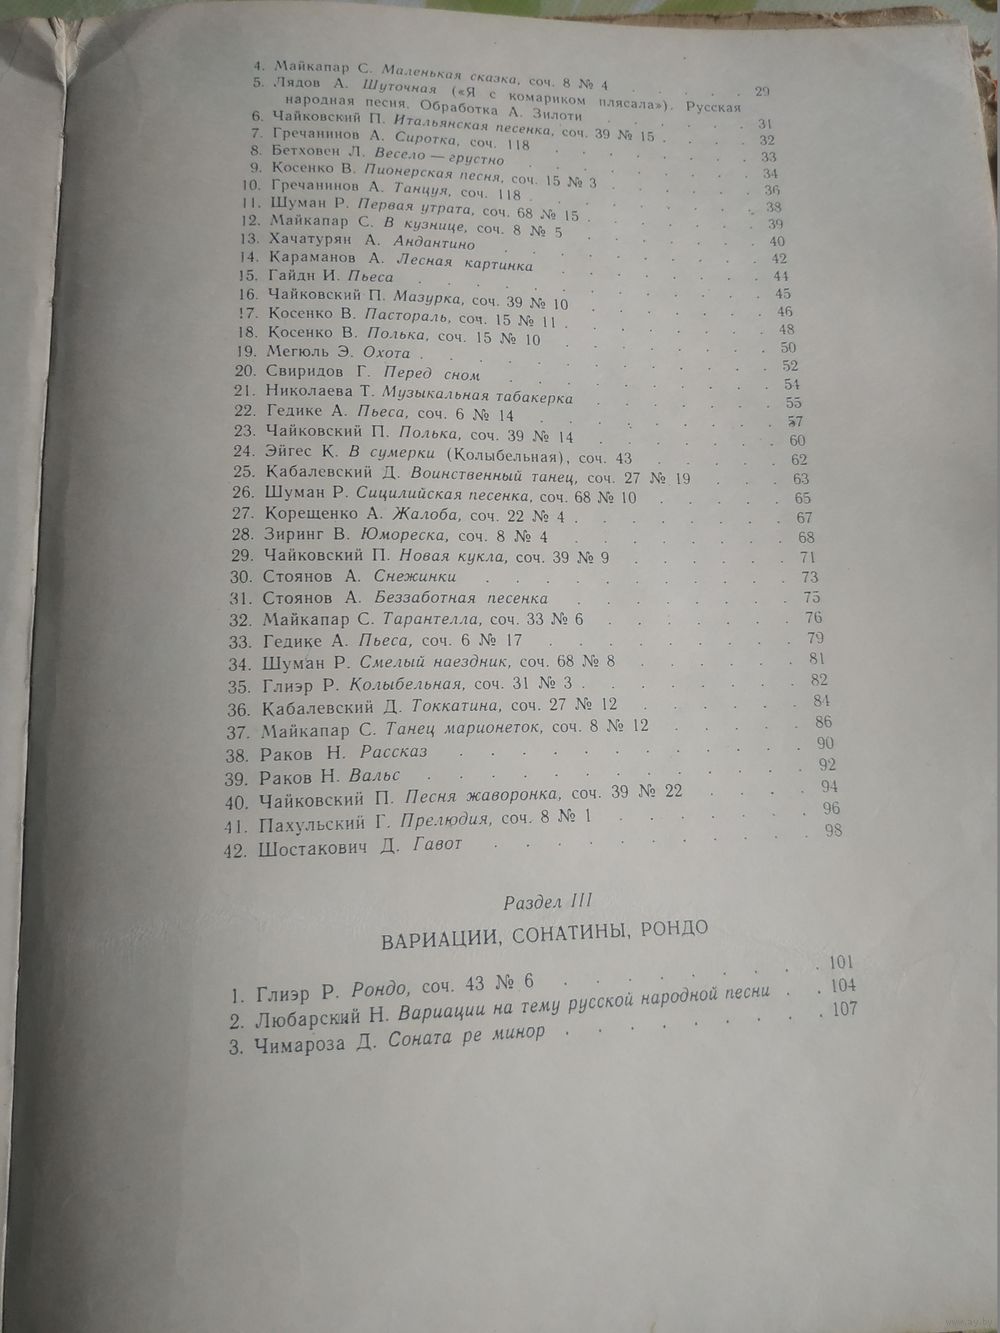 4. Майкапар С. Маленькая сказка, соч. 8 № 4 . . . . . 29
5. Лядов А. Шуточная («Я с комариком плясала»). Русская
народная песня. Обработка А. Зилоти . . . . . 31
6. Чайковский П. Итальянская песенка, соч. 39 № 15 . . . . 32
7. Гречанинов А. Сиротка, соч. 118 . . . . . . 33
8. Бетховен Л. Весело — грустно . . . . . . 34
9. Косенко В. Пионерская песня, соч. 15 № 3 . . . . . 36
10. Гречанинов А. Танцуя, соч. 118 . . . . . . 38
11. Шуман Р. Первая утрата, соч. 68 № 15 . . . . . 39
12. Майкапар С. В кузнице, соч. 8 № 5 . . . . . . 40
13. Хачатурян А. Андантино . . . . . . . 42
14. Караманов А. Лесная картинка . . . . . . 44
15. Гайдн И. Пьеса . . . . . . . . 45
16. Чайковский П. Мазурка, соч. 39 № 10 . . . . . . 46
17. Косенко В. Пастораль, соч. 15 № 11 . . . . . . 48
18. Косенко В. Полька, соч. 15 № 10 . . . . . . 50
19. Мегюль Э. Охота . . . . . . . . 52
20. Свиридов Г. Перед сном . . . . . . . 54
21. Николаева Т. Музыкальная табакерка . . . . . 55
22. Гедике А. Пьеса, соч. 6 № 14 . . . . . . 57
23. Чайковский П. Полька, соч. 39 № 14 . . . . . 60
24. Эйгес К. В сумерки (Колыбельная), соч. 43 . . . . 62
25. Кабалевский Д. Воинственный танец, соч. 27 № 19 . . . 63
26. Шуман Р. Сицилийская песенка, соч. 68 № 10 . . . . 65
27. Корещенко А. Жалоба, соч. 22 № 4 . . . . . . 67
28. Зиринг В. Юмореска, соч. 8 № 4 . . . . . . 68
29. Чайковский П. Новая кукла, соч. 39 № 9 . . . . . 71
30. Стоянов А. Снежинки . . . . . . . . 73
31. Стоянов А. Беззаботная песенка . . . . . . 75
32. Майкапар С. Тарантелла, соч. 33 № 6 . . . . . 76
33. Гедике А. Пьеса, соч. 6 № 17 . . . . . . 79
34. Шуман Р. Смелый наездник, соч. 68 № 8 . . . . . 81
35. Глиэр Р. Колыбельная, соч. 31 № 3 . . . . . . 82
36. Кабалевский Д. Токкатина, соч. 27 № 12 . . . . . 84
37. Майкапар С. Танец марионеток, соч. 8 № 12 . . . . 86
38. Раков Н. Рассказ . . . . . . . . 90
39. Раков Н. Вальс . . . . . . . . . 92
40. Чайковский П. Песня жаворонка, соч. 39 № 22 . . . . 94
41. Пахульский Г. Прелюдия, соч. 8 № 1 . . . . . 96
42. Шостакович Д. Гавот . . . . . . . . 98
Раздел III
ВАРИАЦИИ, СОНАТИНЫ, РОНДО
1. Глиэр Р. Рондо, соч. 43 № 6 . . . . . . . 101
2. Любарский Н. Вариации на тему русской народной песни . . 104
3. Чимароза Д. Соната ре минор . . . . . . . 107
www.ay.by